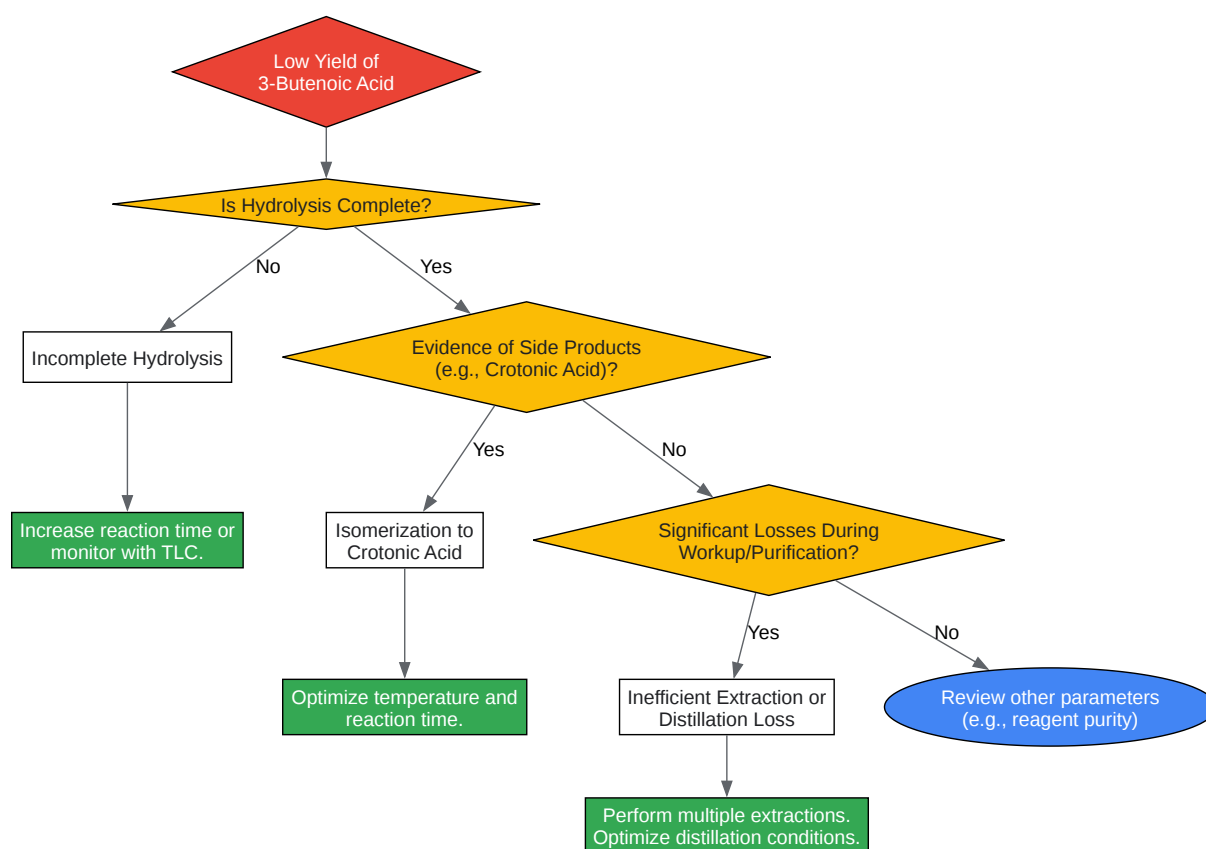 Low Yield of
3-Butenoic Acid
Is Hydrolysis Complete?
No
Yes
Incomplete Hydrolysis
Evidence of Side Products
(e.g., Crotonic Acid)?
Yes
No
Increase reaction time or
monitor with TLC.
Isomerization to
Crotonic Acid
Significant Losses During
Workup/Purification?
Yes
No
Optimize temperature and
reaction time.
Inefficient Extraction or
Distillation Loss
Review other parameters
(e.g., reagent purity)
Perform multiple extractions.
Optimize distillation conditions.